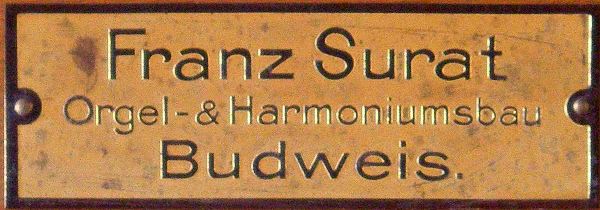 Franz Surat
Orgel-&Harmoniumsbau
Budweis.